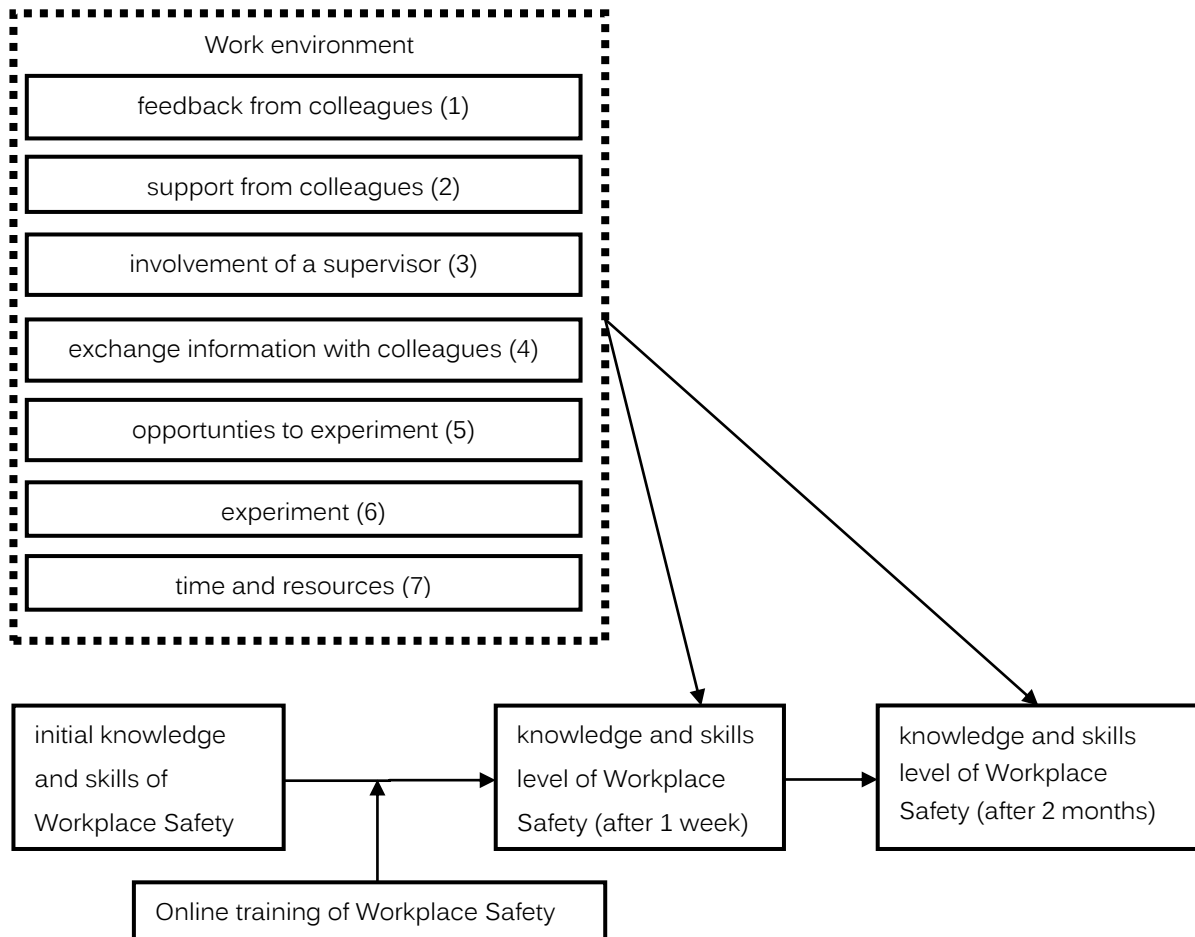 Work environment
feedback from colleagues (1)
support from colleagues (2)
involvement of a supervisor (3)
exchange information with colleagues (4)
opportunties to experiment (5)
experiment (6)
time and resources (7)
initial knowledge
and skills of
Workplace Safety
knowledge and skills
level of Workplace
Safety (after 1 week)
knowledge and skills
level of Workplace
Safety (after 2 months)
Online training of Workplace Safety